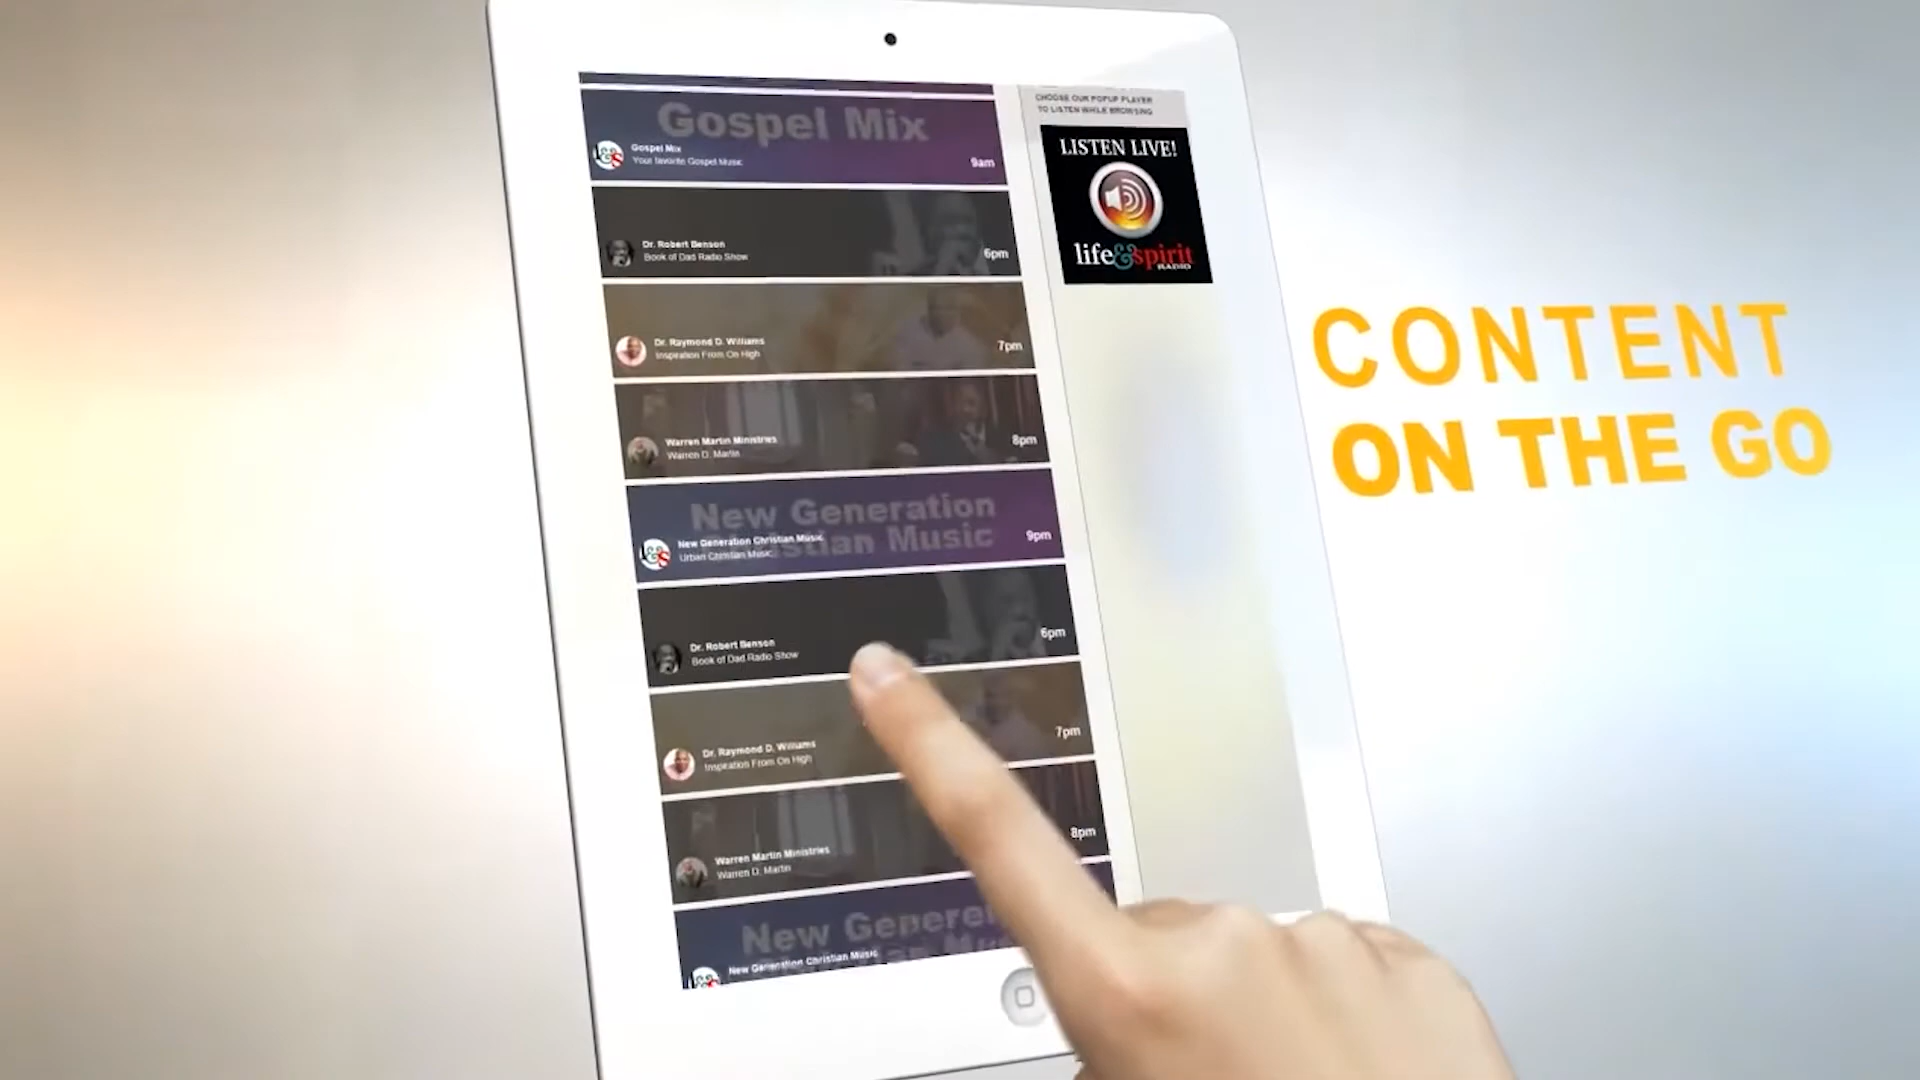 Gospel Mix
Gospel Mix
Your favorite Gospel Music
9am
Dr. Robert Benson
Book of Dad Radio Show
6pm
Dr. Raymond D. Williams
Inspiration From On High
7pm
Warren Martin Ministries
Warren D. Martin
8pm
New Generation
Christian Music
New Generation Christian Music
Urban Christian Music
9pm
Dr. Robert Benson
Book of Dad Radio Show
6pm
Dr. Raymond D. Williams
Inspiration From On High
7pm
Warren Martin Ministries
Warren D. Martin
8pm
New Generation Christian Music
CHOOSE OUR POPUP PLAYER
TO LISTEN WHILE BROWSING
LISTEN LIVE!
life&spirit
RADIO
CONTENT
ON THE GO